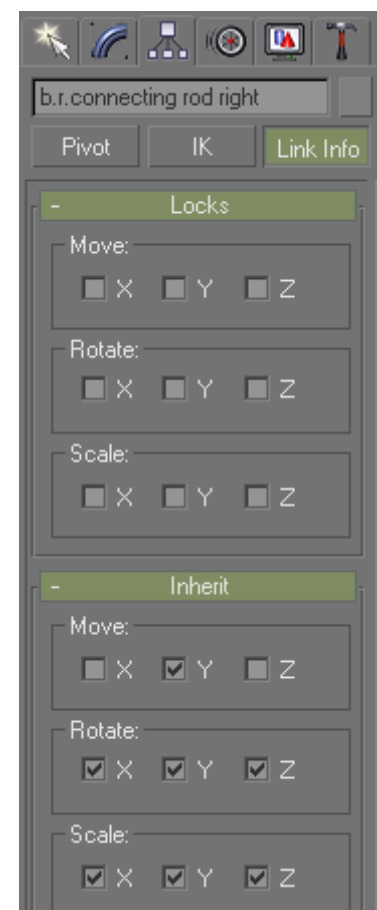 b.r.connecting rod right
Pivot IK Link Info
- Locks
Move:
X Y Z
Rotate:
X Y Z
Scale:
X Y Z
- Inherit
Move:
X Y Z
Rotate:
X Y Z
Scale:
X Y Z